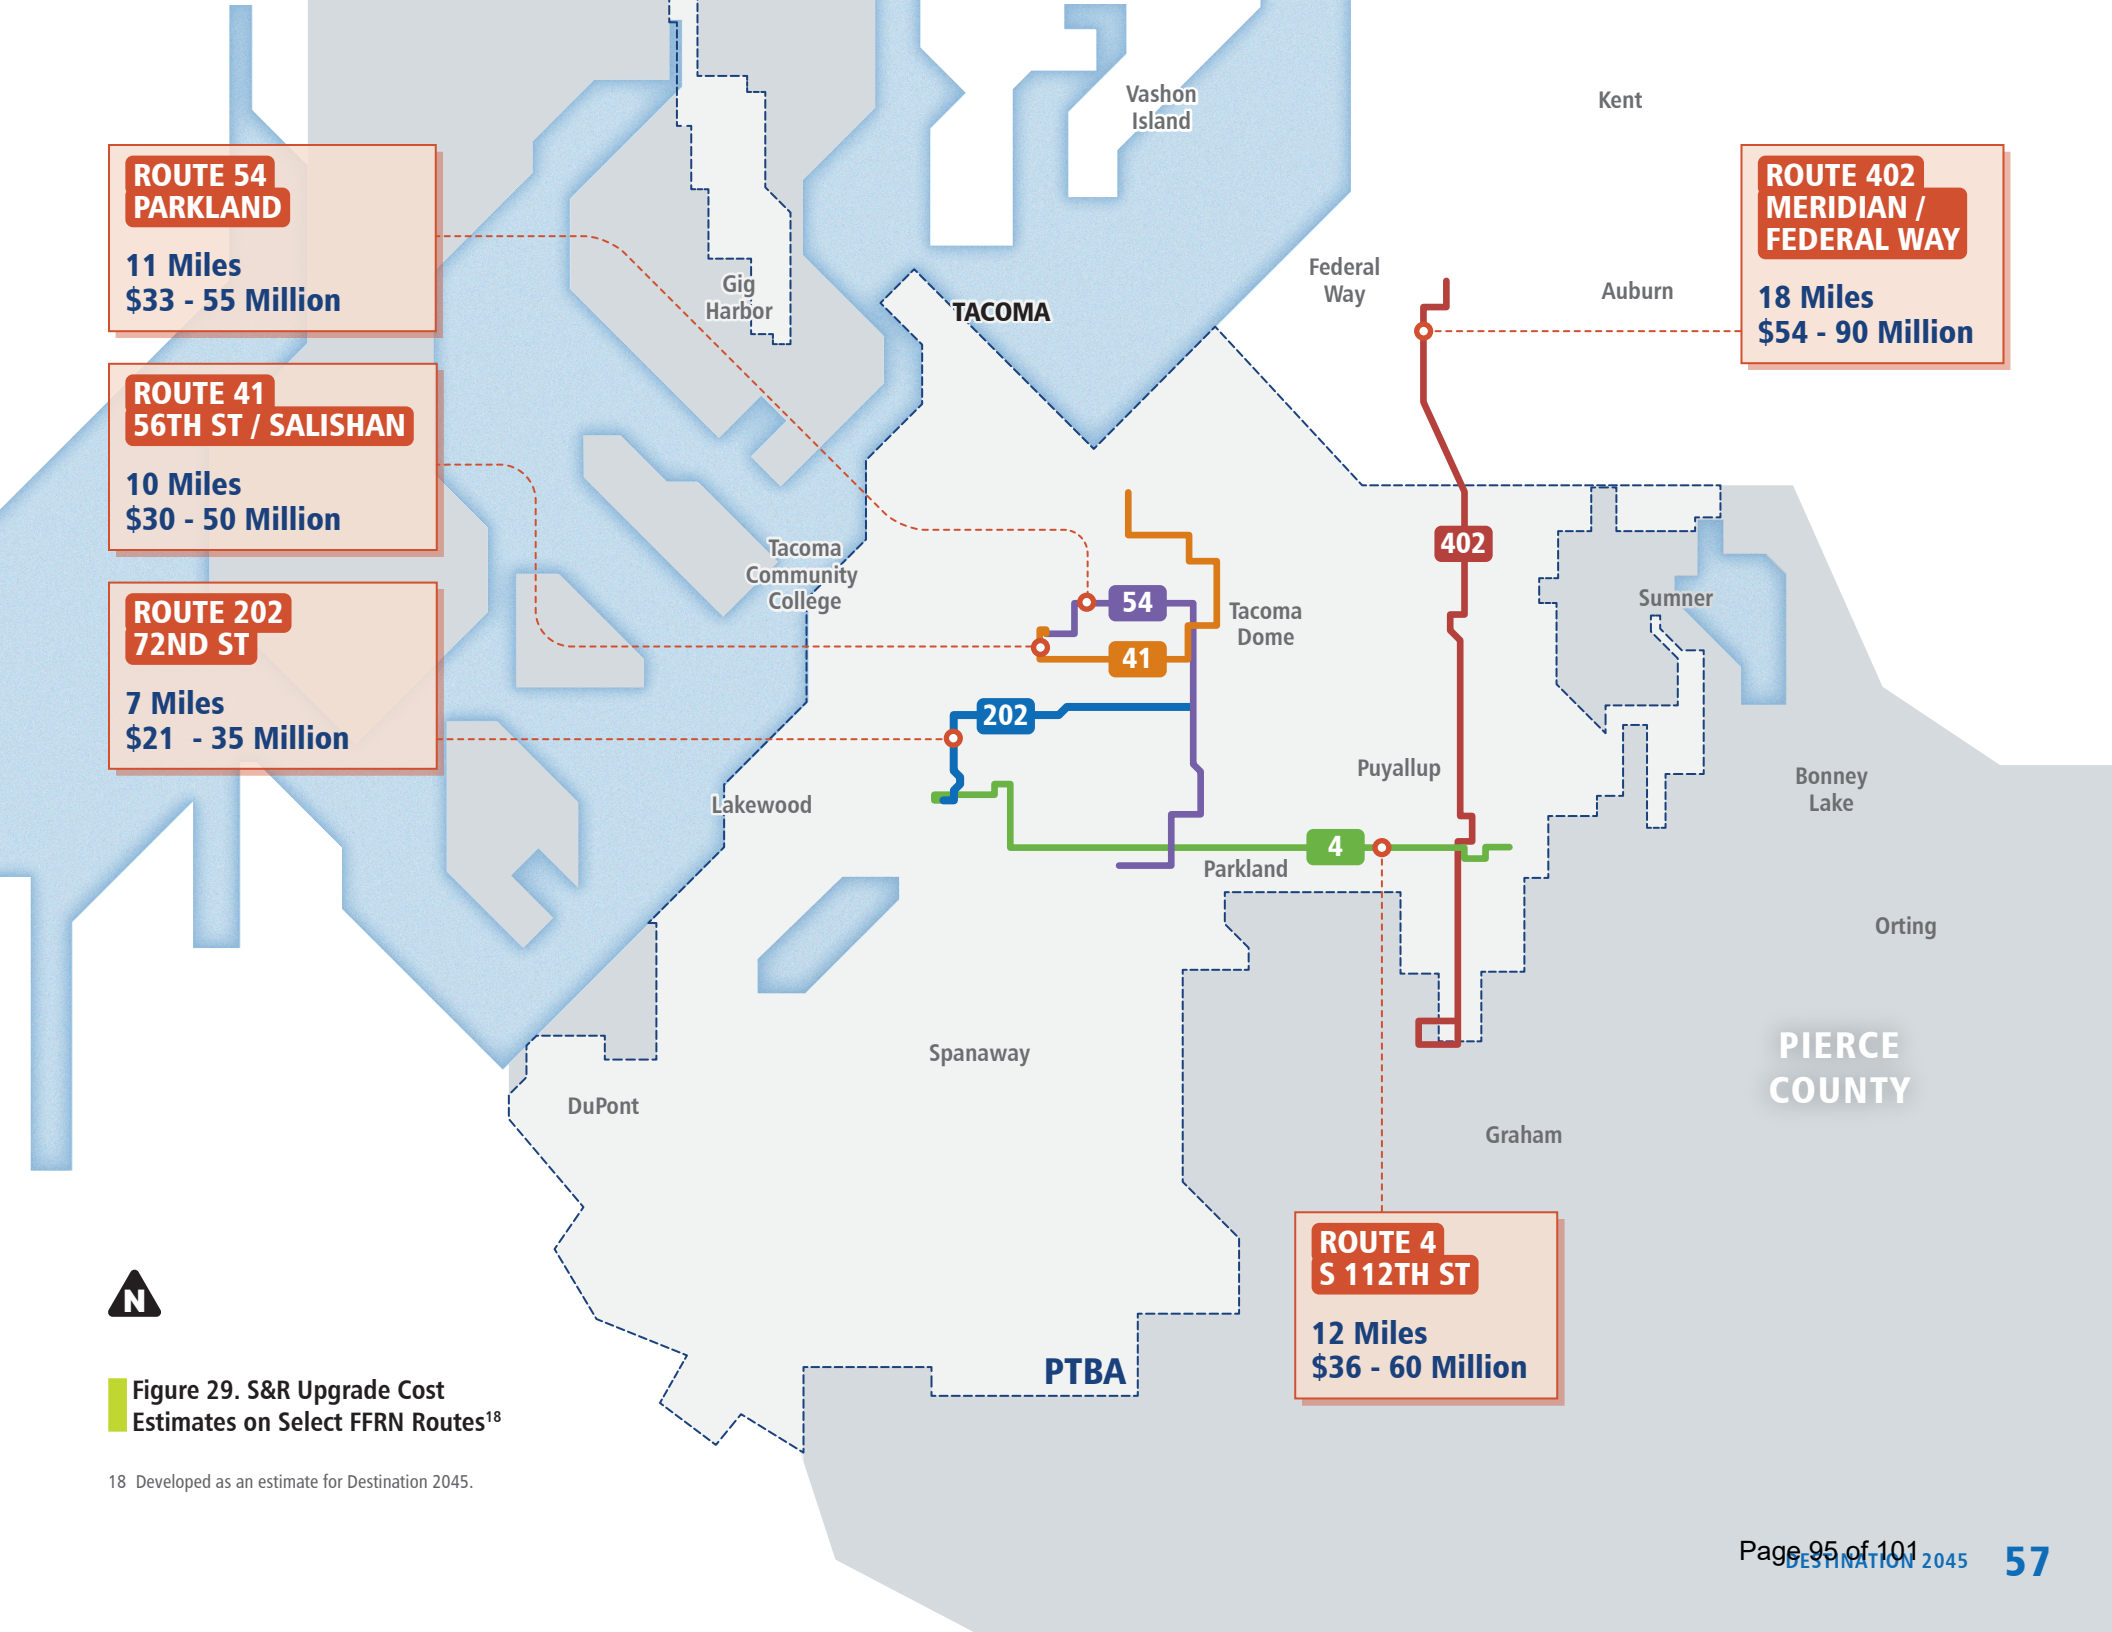 ROUTE 54
PARKLAND
11 Miles
$33 - 55 Million
ROUTE 41
56TH ST / SALISHAN
10 Miles
$30 - 50 Million
ROUTE 202
72ND ST
7 Miles
$21  - 35 Million
ROUTE 402
MERIDIAN /
FEDERAL WAY
18 Miles
$54 - 90 Million
Vashon
Island
Kent
Federal
Way
Auburn
Gig
Harbor
TACOMA
Tacoma
Community
College
402
54
41
Tacoma
Dome
Sumner
202
Lakewood
Puyallup
Bonney
Lake
4
Parkland
Orting
Spanaway
DuPont
PIERCE
COUNTY
Graham
ROUTE 4
S 112TH ST
12 Miles
$36 - 60 Million
PTBA
N
Figure 29. S&R Upgrade Cost
Estimates on Select FFRN Routes18
18 Developed as an estimate for Destination 2045.
Page 95 of 101
DESTINATION 2045 57